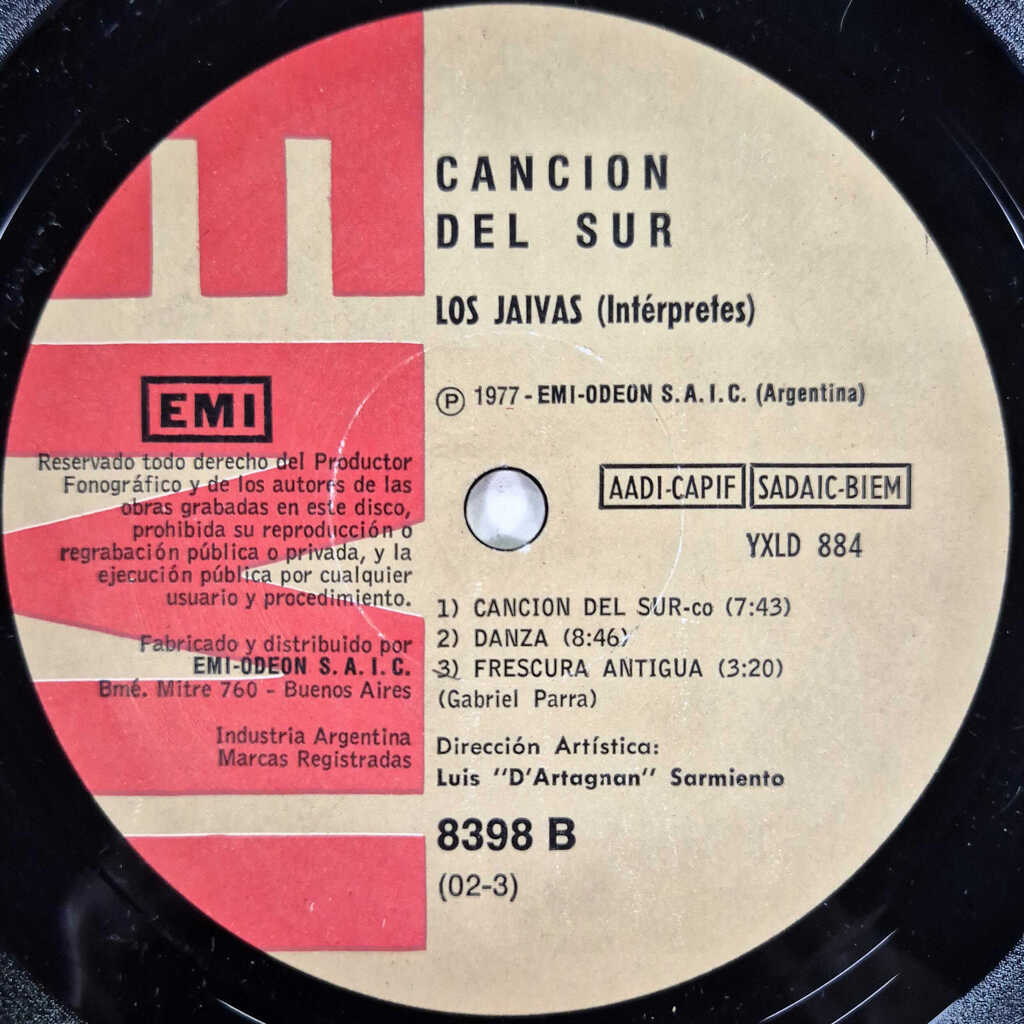 CANCION
DEL SUR
LOS JAIVAS (Intérpretes)
Ⓟ 1977 - EMI-ODEON S.A.I.C. (Argentina)
EMI
Reservado todo derecho del Productor
Fonográfico y de los autores de las
obras grabadas en este disco,
prohibida su reproducción o
regrabación pública o privada, y la
ejecución pública por cualquier
usuario y procedimiento.
Fabricado y distribuido por
EMI-ODEON S.A.I.C.
Bmé. Mitre 760 - Buenos Aires
Industria Argentina
Marcas Registradas
AADI-CAPIF SADAIC-BIEM
YXLD 884
1) CANCION DEL SUR-co (7:43)
2) DANZA (8:46)
3) FRESCURA ANTIGUA (3:20)
(Gabriel Parra)
Dirección Artística:
Luis "D'Artagnan" Sarmiento
8398 B
(02-3)
EMI